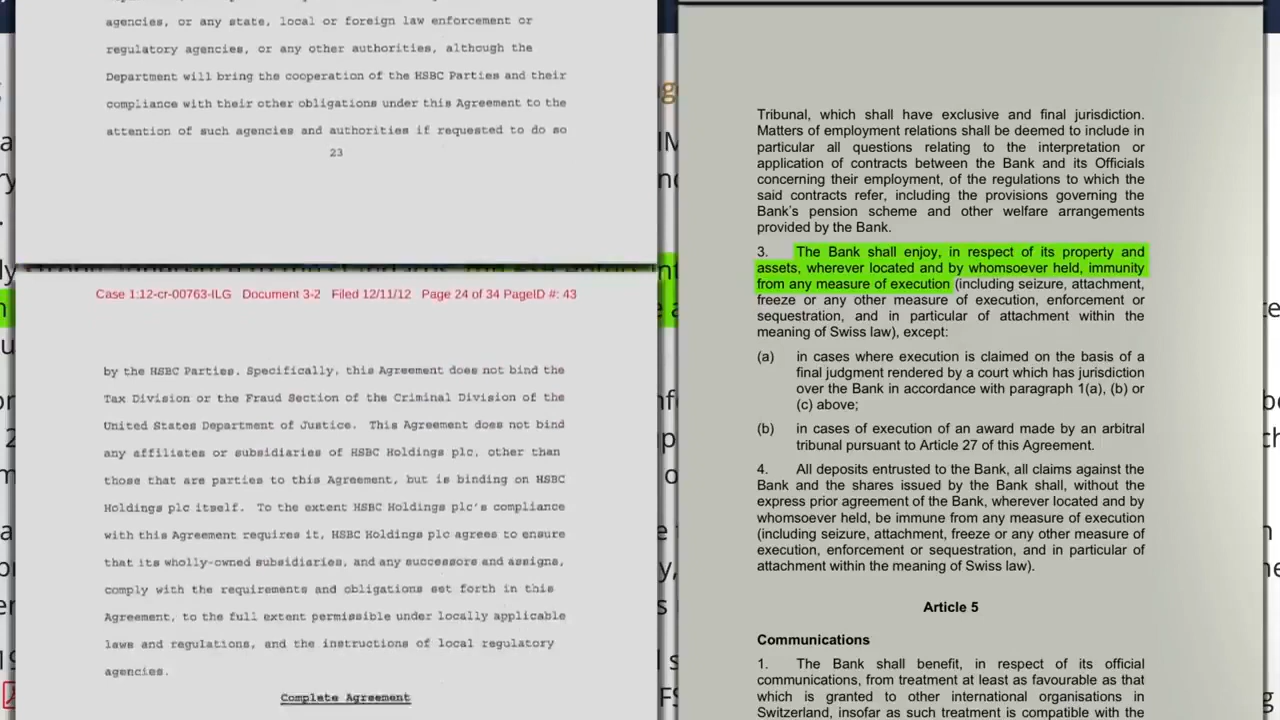 agencies, or any state, local or foreign law enforcement or
regulatory agencies, or any other authorities, although the
Department will bring the cooperation of the HSBC Parties and their
compliance with their other obligations under this Agreement to the
attention of such agencies and authorities if requested to do so
23
Case 1:12-cr-00763-ILG Document 3-2 Filed 12/11/12 Page 24 of 34 PageID #: 43
by the HSBC Parties. Specifically, this Agreement does not bind the
Tax Division or the Fraud Section of the Criminal Division of the
United States Department of Justice. This Agreement does not bind
any affiliates or subsidiaries of HSBC Holdings plc, other than
those that are parties to this Agreement, but is binding on HSBC
Holdings plc itself. To the extent HSBC Holdings plc's compliance
with this Agreement requires it, HSBC Holdings plc agrees to ensure
that its wholly-owned subsidiaries, and any successors and assigns,
comply with the requirements and obligations set forth in this
Agreement, to the full extent permissible under locally applicable
laws and regulations, and the instructions of local regulatory
agencies.
Complete Agreement
Tribunal, which shall have exclusive and final jurisdiction.
Matters of employment relations shall be deemed to include in
particular all questions relating to the interpretation or
application of contracts between the Bank and its Officials
concerning their employment, of the regulations to which the
said contracts refer, including the provisions governing the
Bank's pension scheme and other welfare arrangements
provided by the Bank.
3. The Bank shall enjoy, in respect of its property and
assets, wherever located and by whomsoever held, immunity
from any measure of execution (including seizure, attachment,
freeze or any other measure of execution, enforcement or
sequestration, and in particular of attachment within the
meaning of Swiss law), except:
(a) in cases where execution is claimed on the basis of a
final judgment rendered by a court which has jurisdiction
over the Bank in accordance with paragraph 1(a), (b) or
(c) above;
(b) in cases of execution of an award made by an arbitral
tribunal pursuant to Article 27 of this Agreement.
4. All deposits entrusted to the Bank, all claims against the
Bank and the shares issued by the Bank shall, without the
express prior agreement of the Bank, wherever located and by
whomsoever held, be immune from any measure of execution
(including seizure, attachment, freeze or any other measure of
execution, enforcement or sequestration, and in particular of
attachment within the meaning of Swiss law).
Article 5
Communications
1. The Bank shall benefit, in respect of its official
communications, from treatment at least as favourable as that
which is granted to other international organisations in
Switzerland, insofar as such treatment is compatible with the